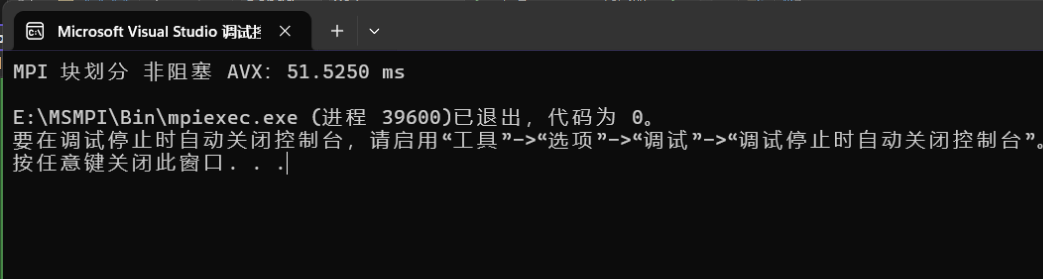 Microsoft Visual Studio 调试
MPI 块划分 非阻塞 AVX: 51.5250 ms
E:\MSMPI\Bin\mpiexec.exe (进程 39600)已退出，代码为 0。
要在调试停止时自动关闭控制台，请启用“工具”->“选项”->“调试”->“调试停止时自动关闭控制台”。
按任意键关闭此窗口. . .